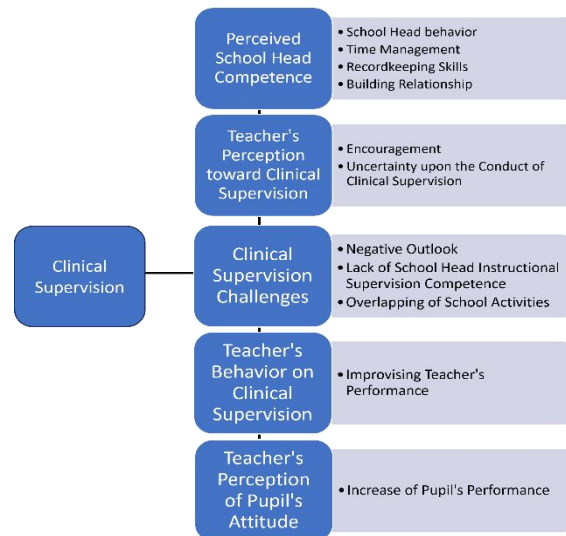 Clinical
Supervision
Perceived
School Head
Competence
• School Head behavior
• Time Management
• Recordkeeping Skills
• Building Relationship
Teacher's
Perception
toward Clinical
Supervision
• Encouragement
• Uncertainty upon the Conduct of
Clinical Supervision
Clinical
Supervision
Challenges
• Negative Outlook
• Lack of School Head Instructional
Supervision Competence
• Overlapping of School Activities
Teacher's
Behavior on
Clinical
Supervision
• Improvising Teacher's
Performance
Teacher's
Perception
of Pupil's
Attitude
• Increase of Pupil's Performance